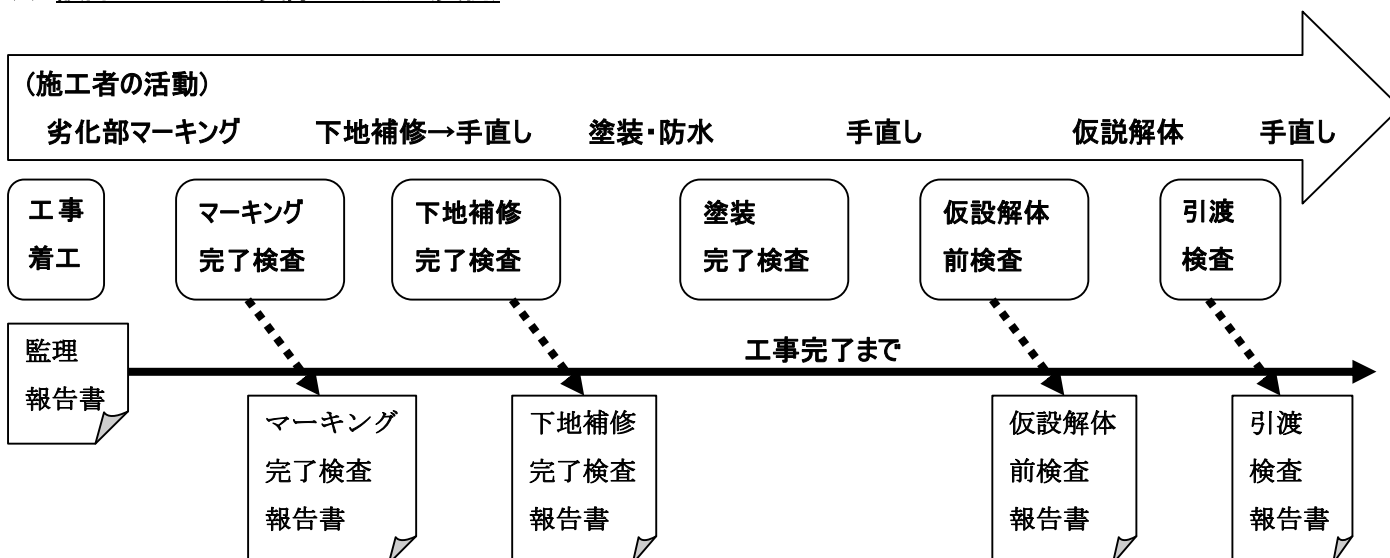 (施工者の活動)
劣化部マーキング 下地補修→手直し 塗装・防水 手直し 仮説解体 手直し
工事
着工
マーキング
完了検査
下地補修
完了検査
塗装
完了検査
仮設解体
前検査
引渡
検査
監理
報告書
工事完了まで
マーキング
完了検査
報告書
下地補修
完了検査
報告書
仮設解体
前検査
報告書
引渡
検査
報告書